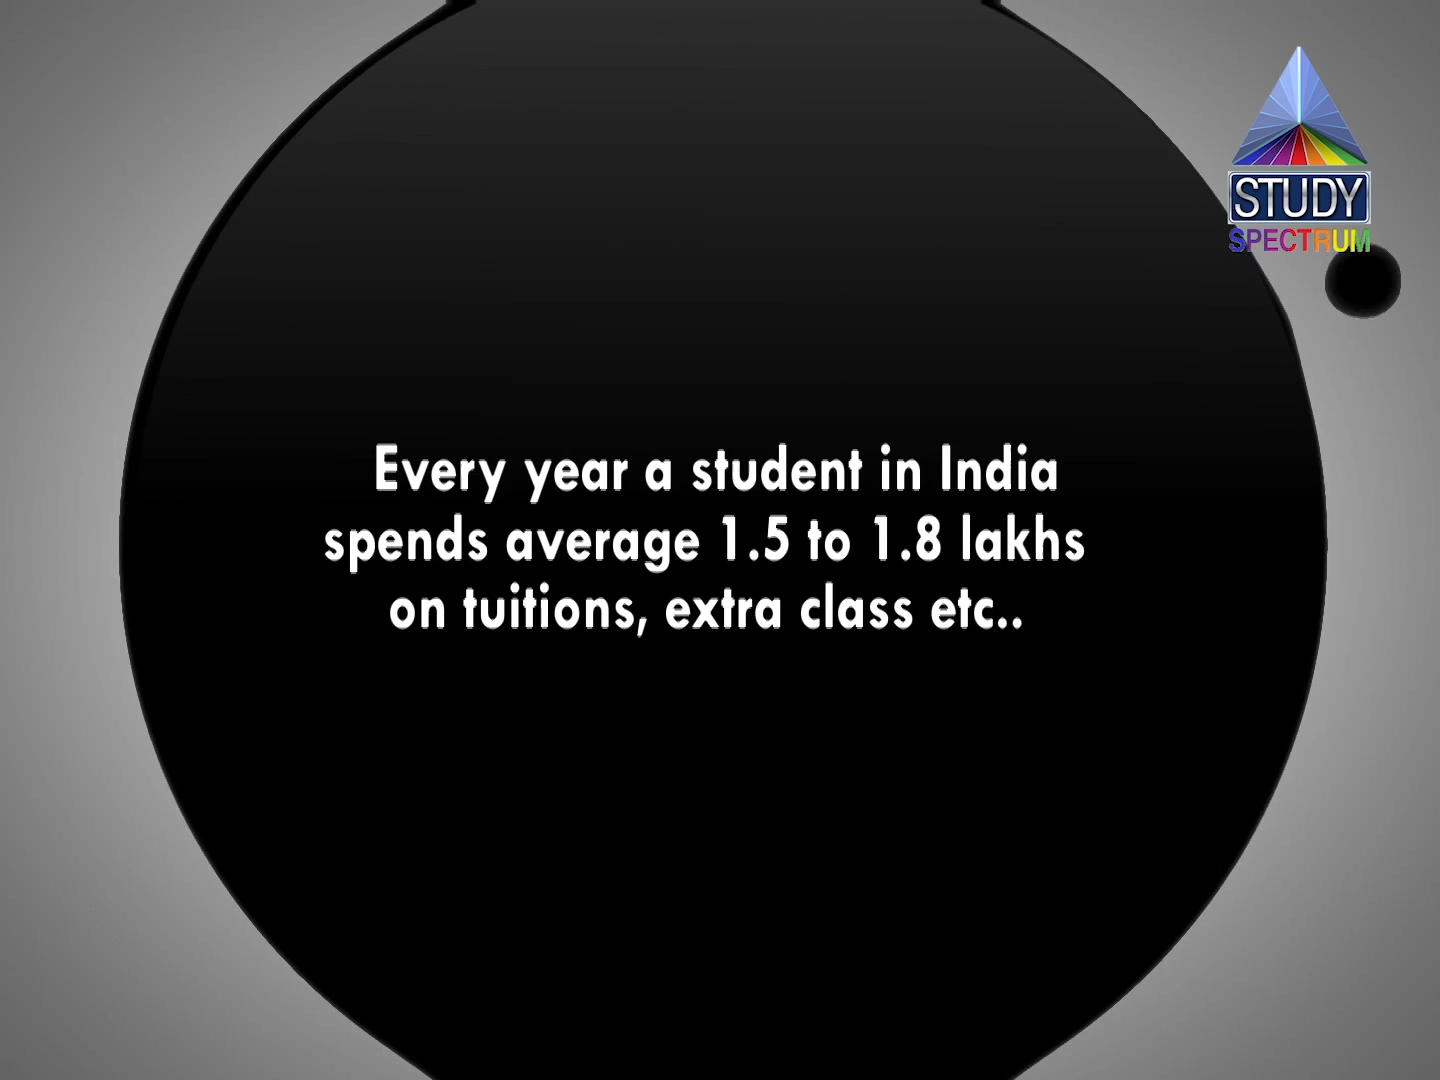 STUDY
SPECTRUM
Every year a student in India
spends average 1.5 to 1.8 lakhs
on tuitions, extra class etc..